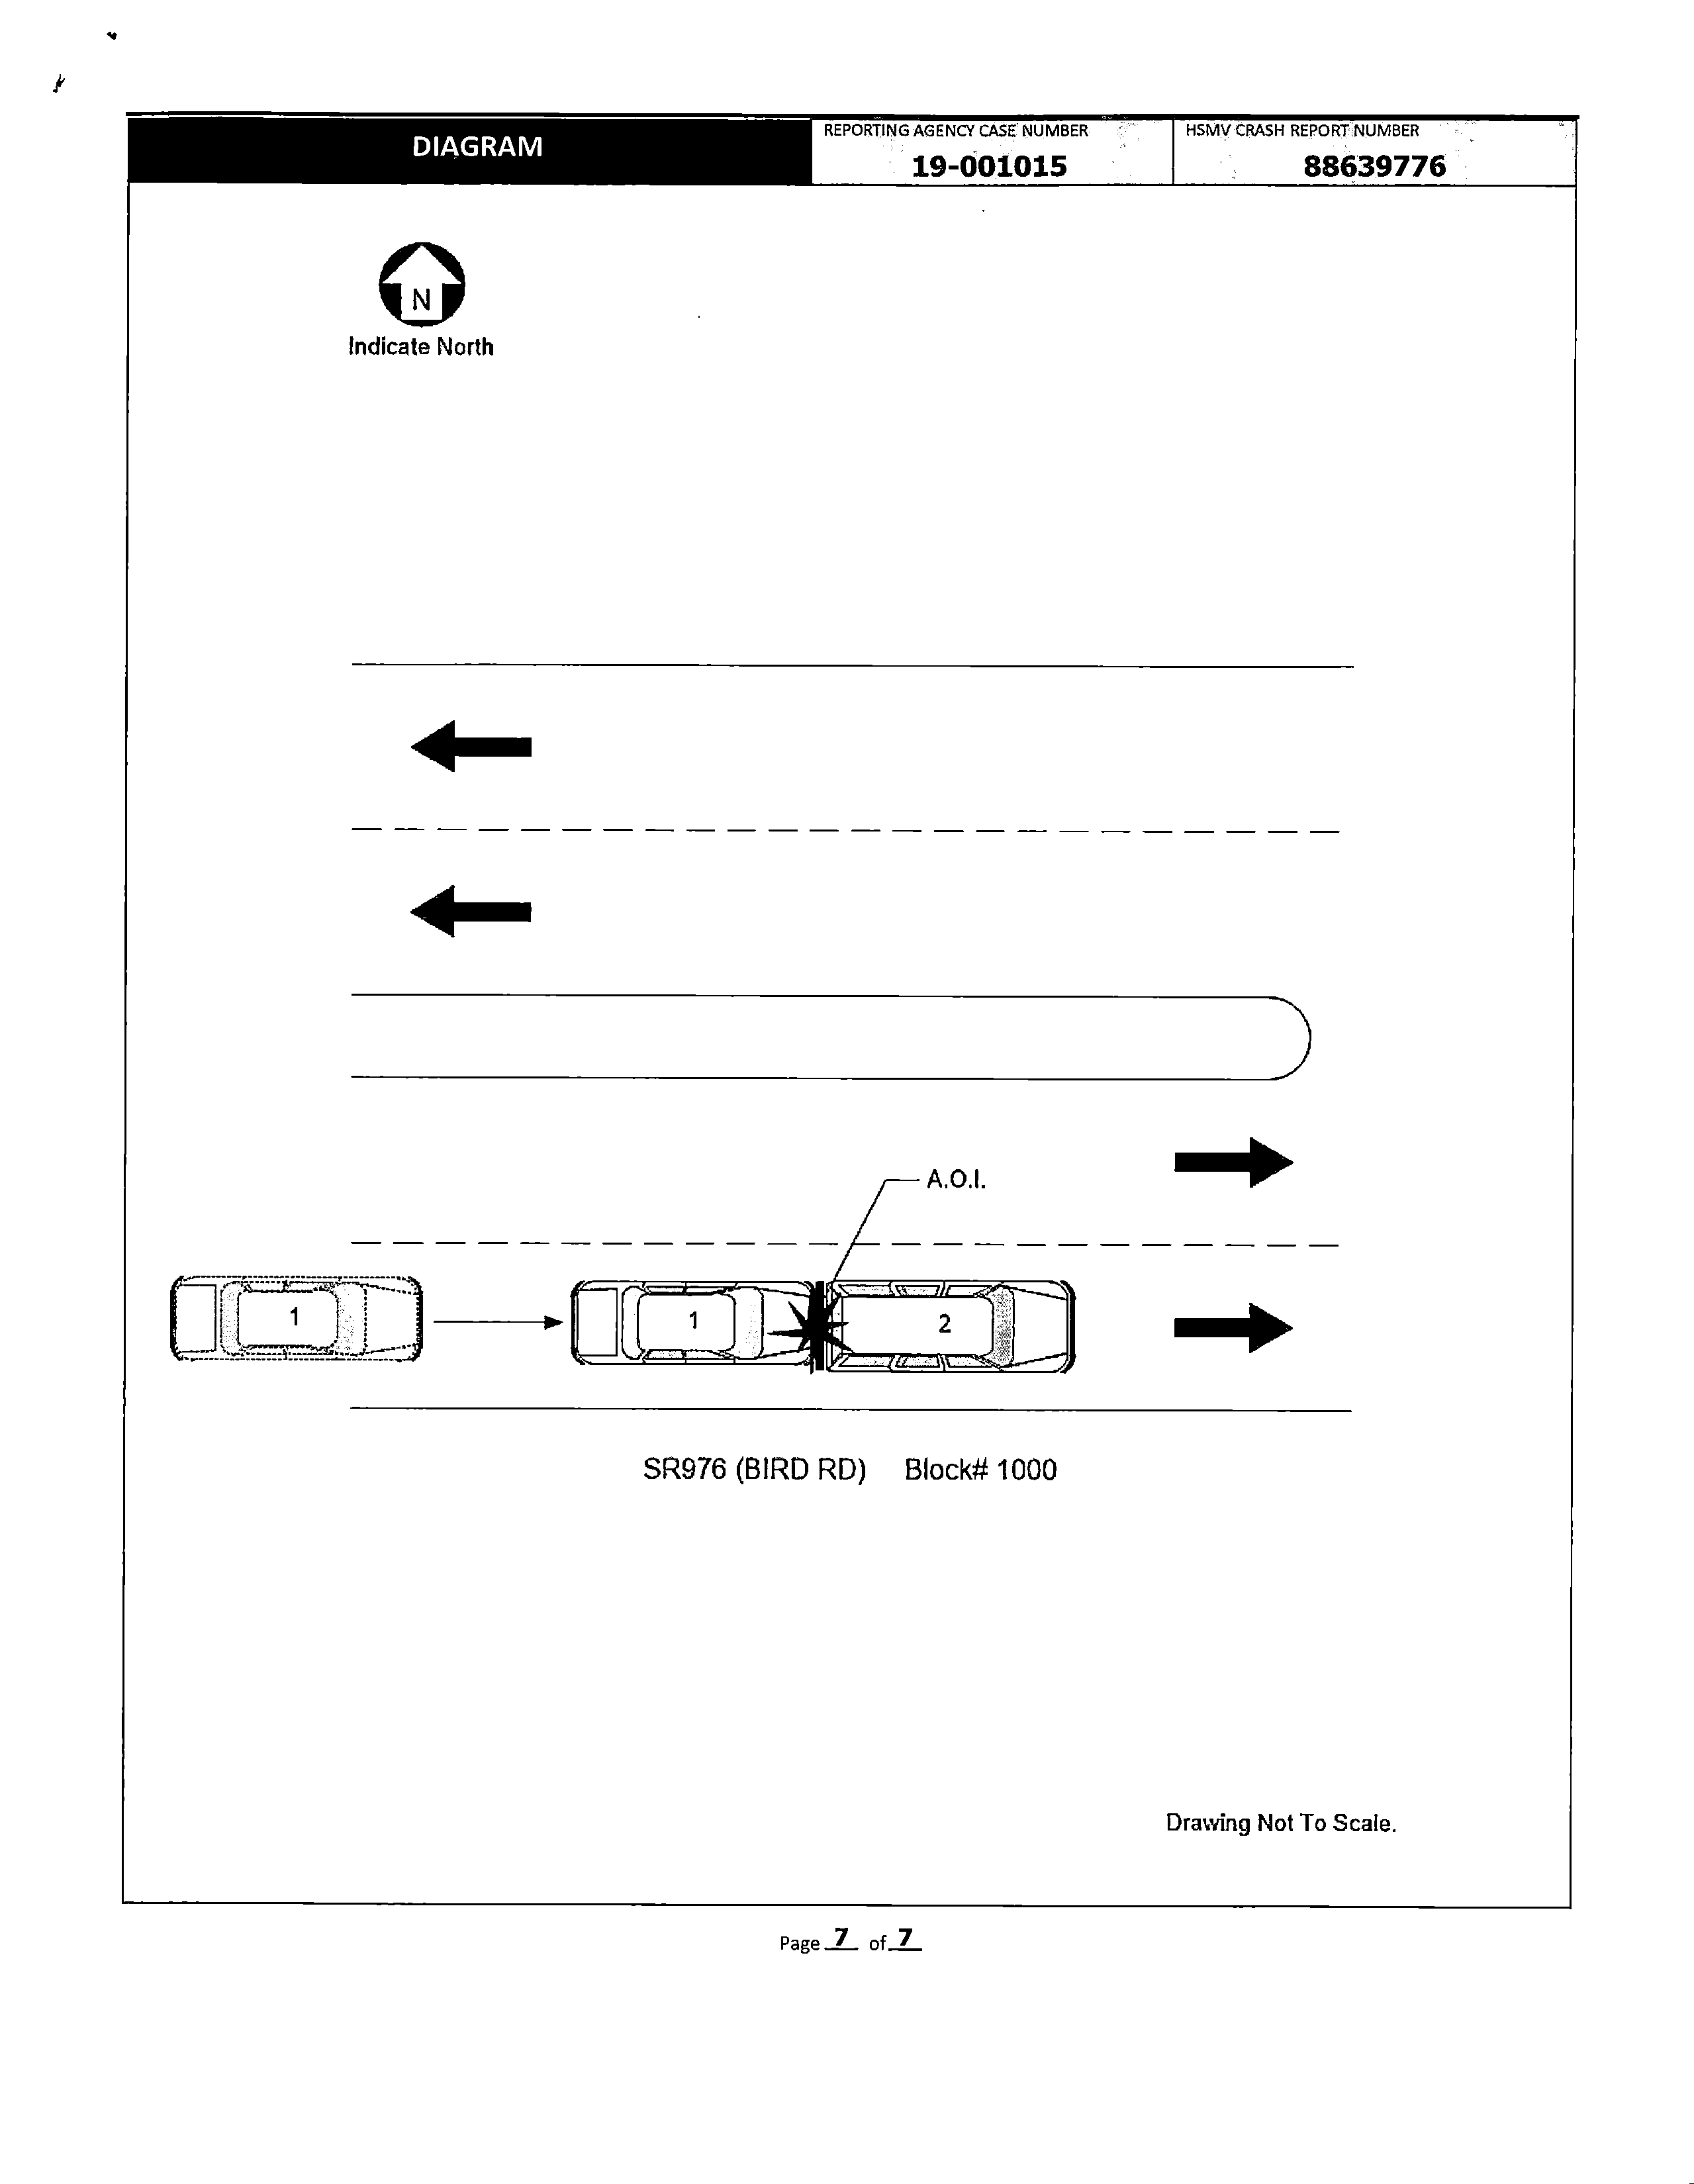 DIAGRAM
REPORTING AGENCY CASE NUMBER
19-001015
HSMV CRASH REPORT NUMBER
88639776
N
Indicate North
A.O.I.
1
1
2
SR976 (BIRD RD) Block# 1000
Drawing Not To Scale.
Page 7 of 7